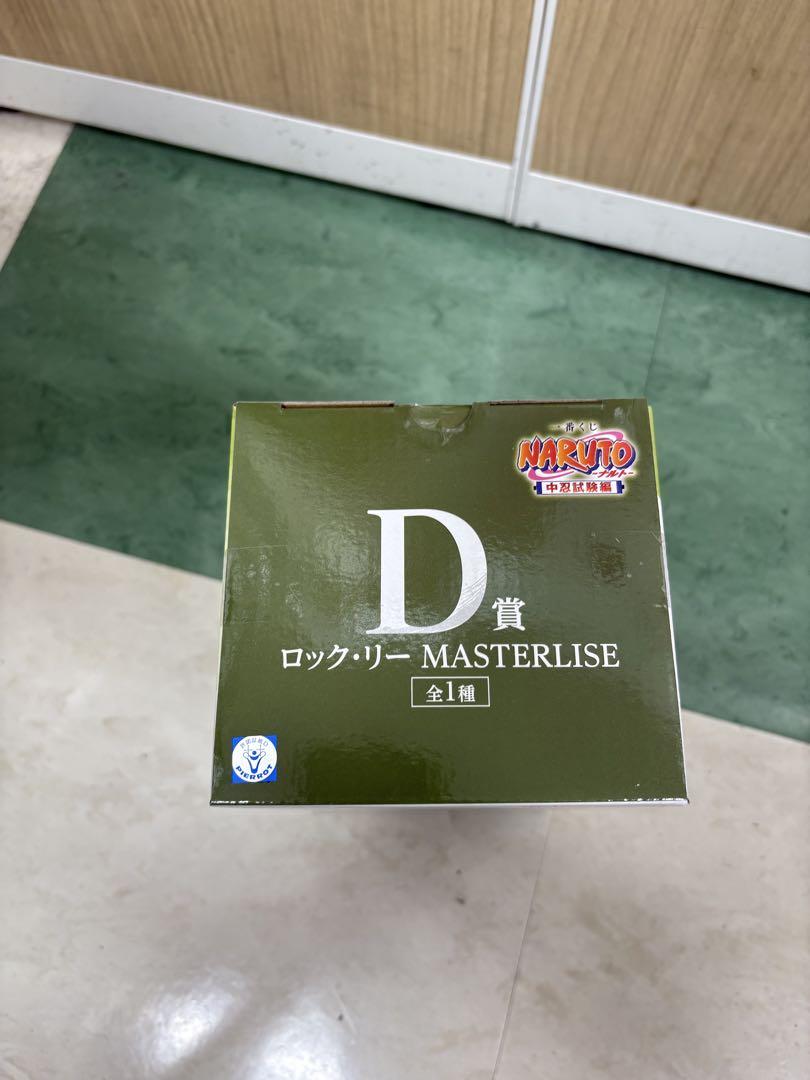 一番くじ
NARUTO
-ナルト-
中忍試験編
D賞
ロック・リー MASTERLISE
全1種
PIERROT